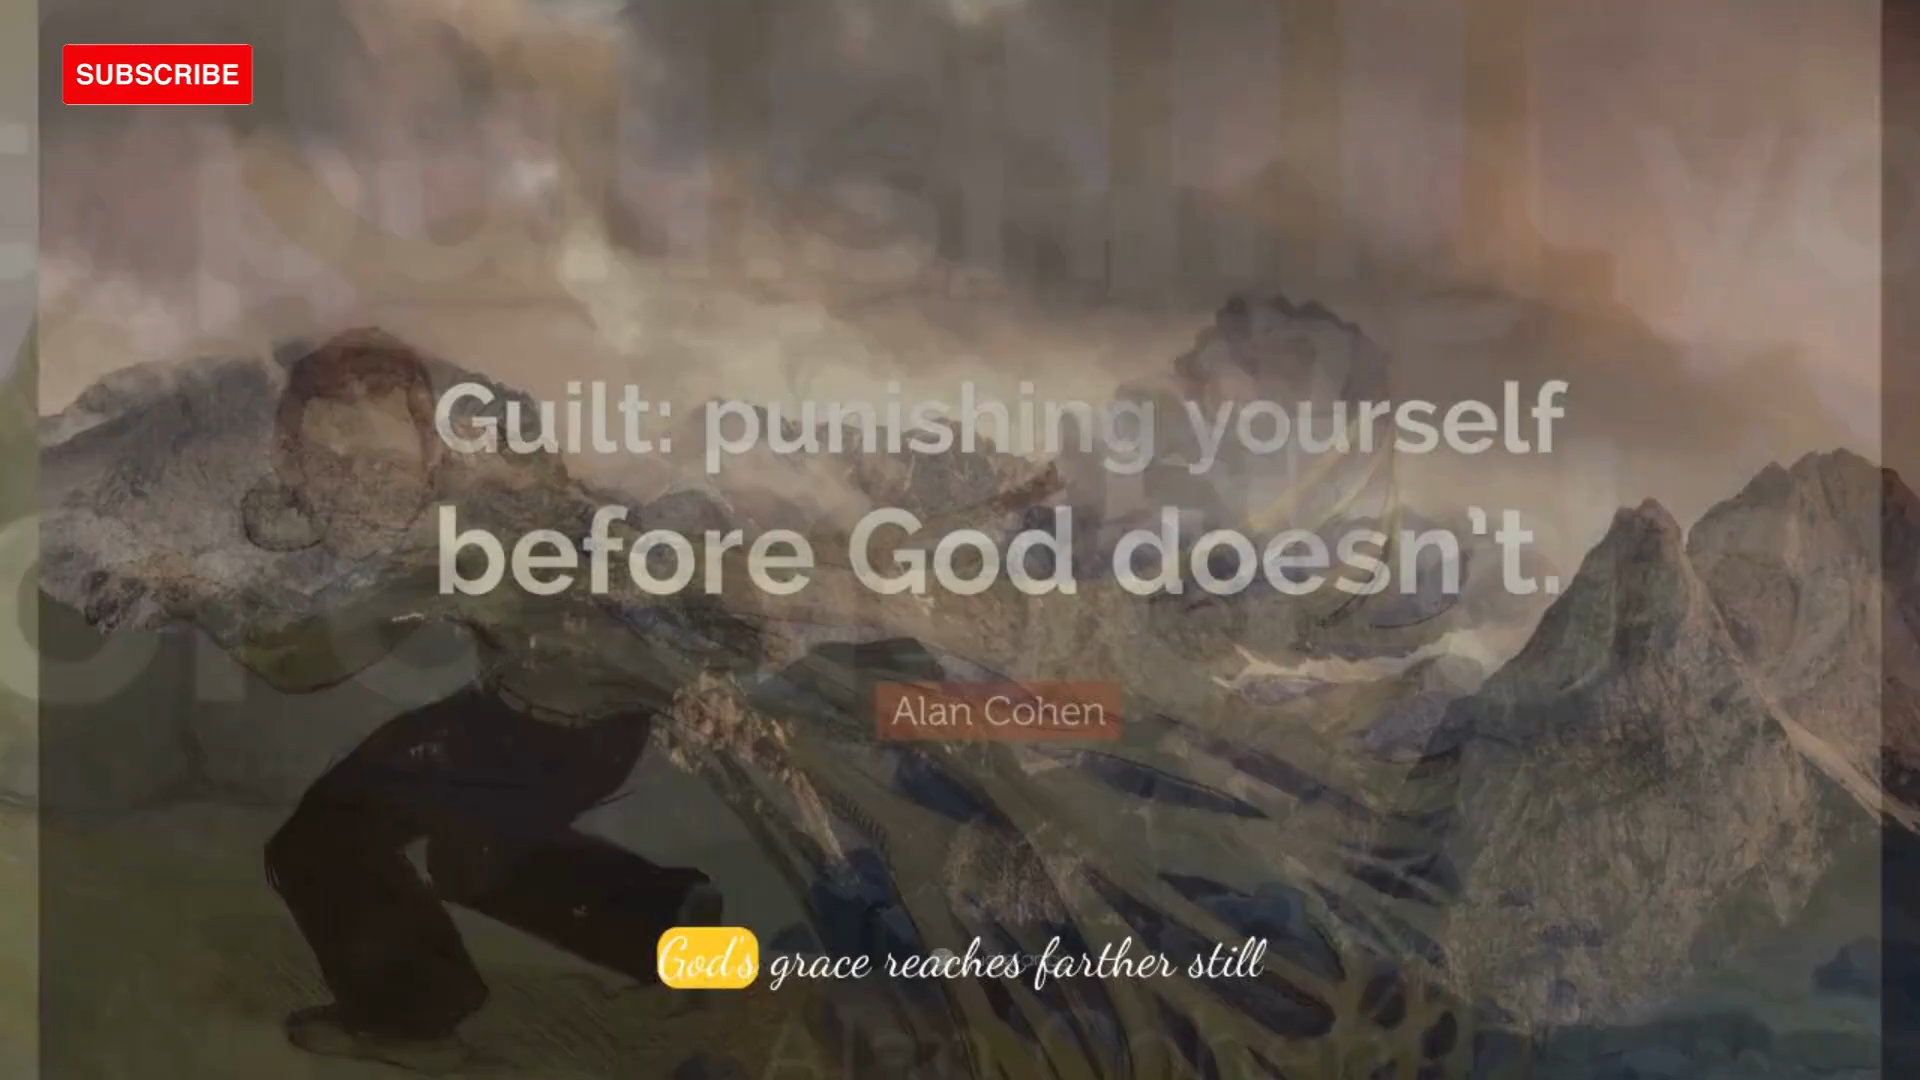 SUBSCRIBE
Guilt: punishing yourself
before God doesn't.
Alan Cohen
God's grace reaches farther still